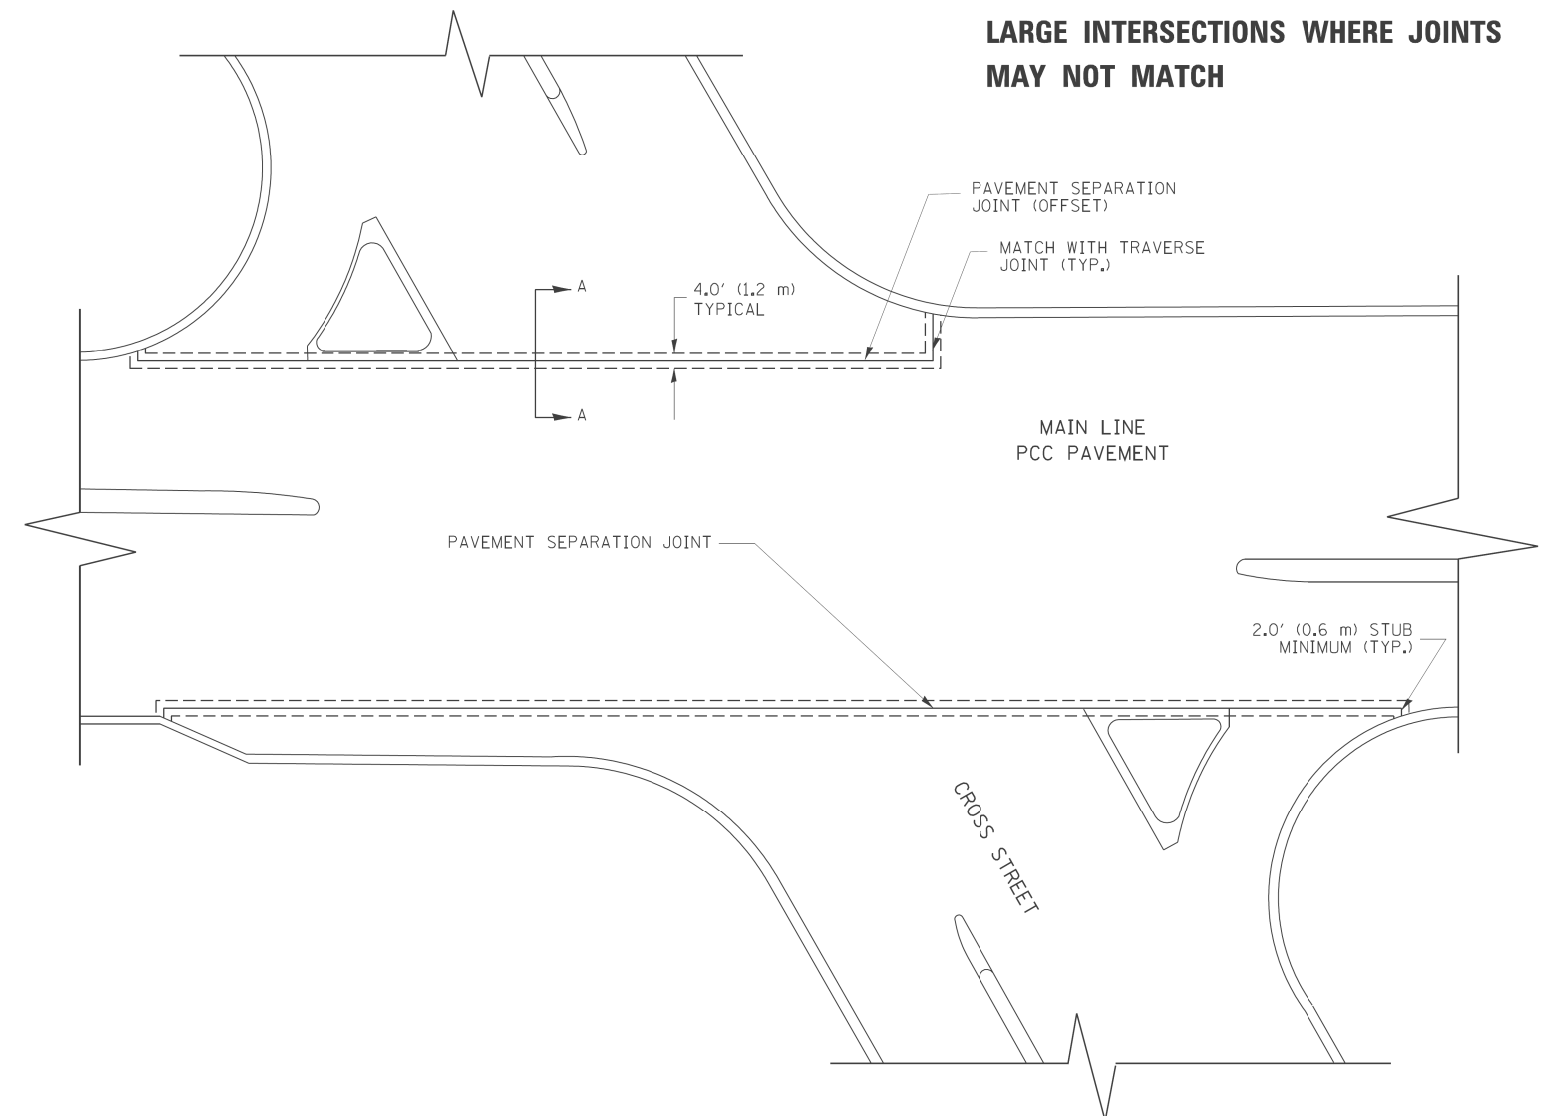 LARGE INTERSECTIONS WHERE JOINTS
MAY NOT MATCH
PAVEMENT SEPARATION
JOINT (OFFSET)
MATCH WITH TRAVERSE
JOINT (TYP.)
A
4.0' (1.2 m)
TYPICAL
A
MAIN LINE
PCC PAVEMENT
PAVEMENT SEPARATION JOINT
2.0' (0.6 m) STUB
MINIMUM (TYP.)
CROSS STREET